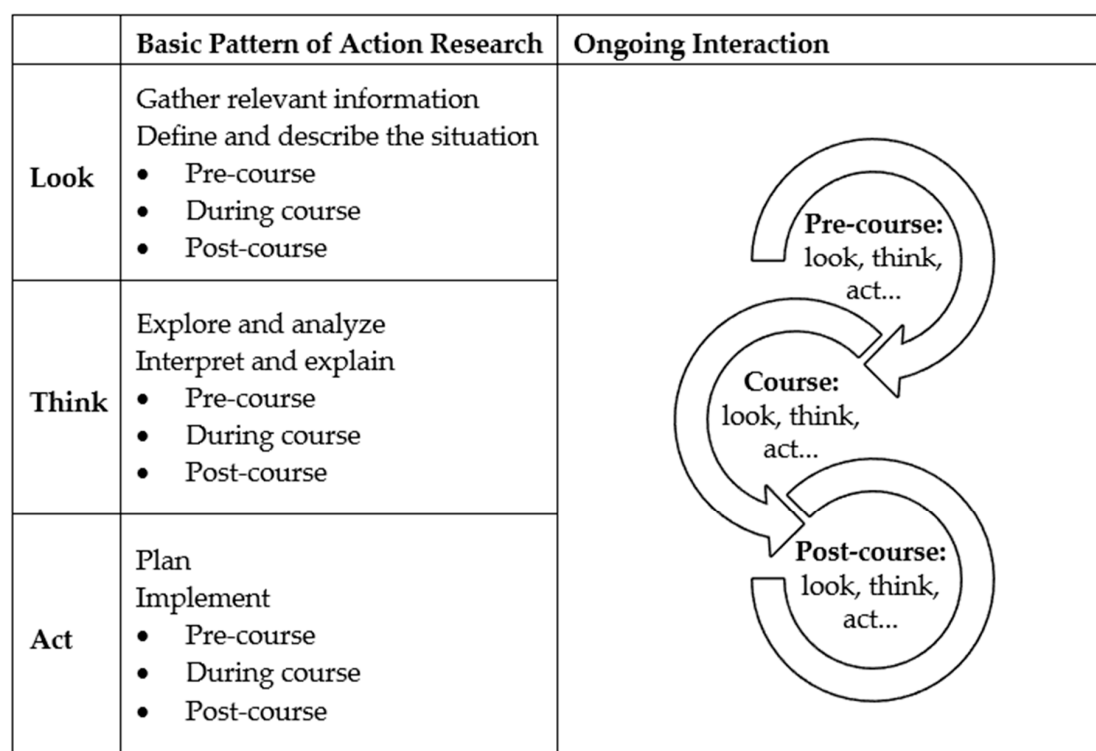 Basic Pattern of Action Research
Ongoing Interaction
Look
Gather relevant information
Define and describe the situation
• Pre-course
• During course
• Post-course
Think
Explore and analyze
Interpret and explain
• Pre-course
• During course
• Post-course
Act
Plan
Implement
• Pre-course
• During course
• Post-course
Pre-course:
look, think,
act...
Course:
look, think,
act...
Post-course:
look, think,
act...